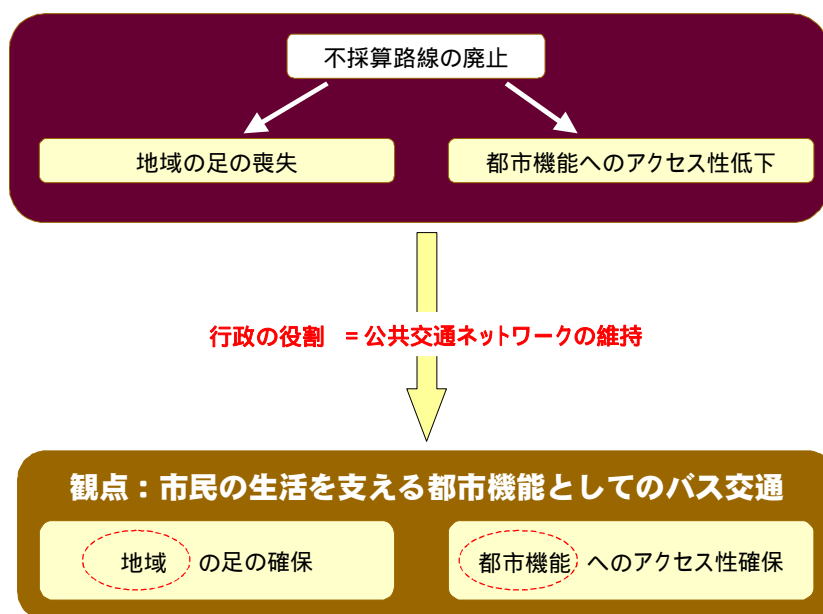 不採算路線の廃止
地域の足の喪失
都市機能へのアクセス性低下
行政の役割 =公共交通ネットワークの維持
観点：市民の生活を支える都市機能としてのバス交通
地域 の足の確保
都市機能 へのアクセス性確保